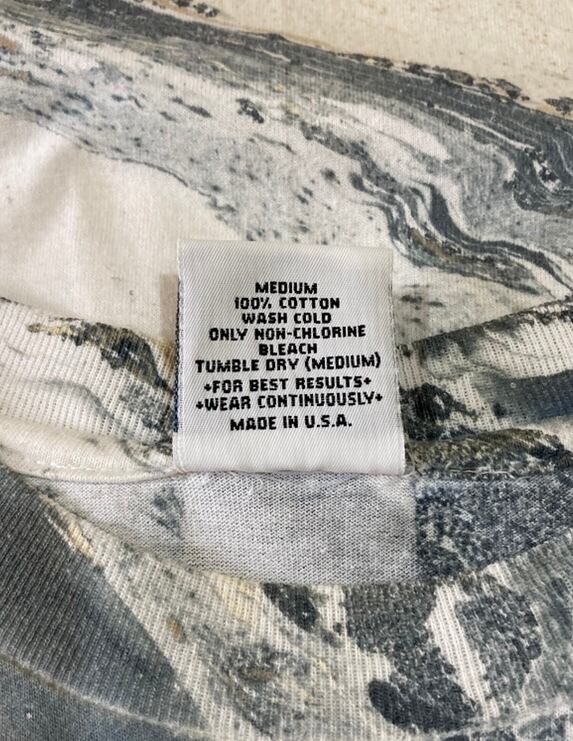 MEDIUM
100% COTTON
WASH COLD
ONLY NON-CHLORINE
BLEACH
TUMBLE DRY (MEDIUM)
+FOR BEST RESULTS+
+WEAR CONTINUOUSLY+
MADE IN U.S.A.